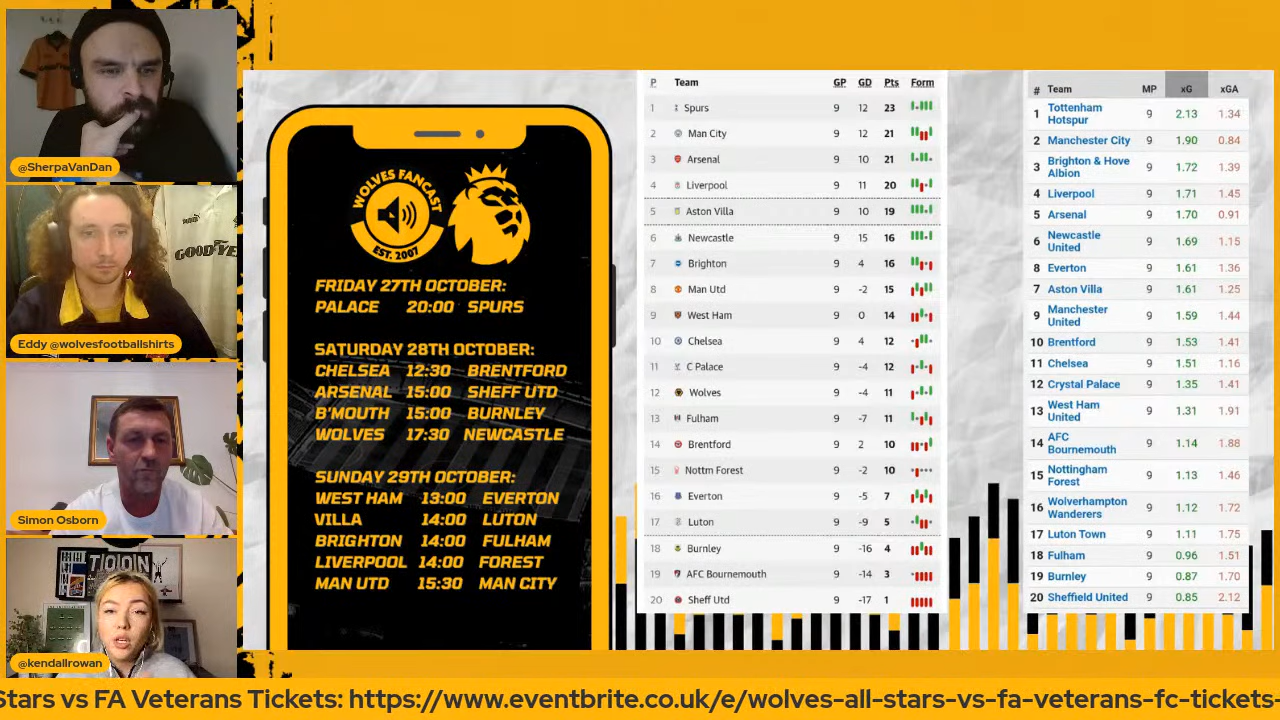 @SherpaVanDan
GOOD YEAR
Eddy @wolvesfootballshirts
Simon Osborn
TOON
@kendallrowan
WOLVES FANCAST
EST. 2007
FRIDAY 27TH OCTOBER:
PALACE 20:00 SPURS
SATURDAY 28TH OCTOBER:
CHELSEA 12:30 BRENTFORD
ARSENAL 15:00 SHEFF UTD
B'MOUTH 15:00 BURNLEY
WOLVES 17:30 NEWCASTLE
SUNDAY 29TH OCTOBER:
WEST HAM 13:00 EVERTON
VILLA 14:00 LUTON
BRIGHTON 14:00 FULHAM
LIVERPOOL 14:00 FOREST
MAN UTD 15:30 MAN CITY
P Team GP GD Pts Form
1 Spurs 9 12 23
2 Man City 9 12 21
3 Arsenal 9 10 21
4 Liverpool 9 11 20
5 Aston Villa 9 10 19
6 Newcastle 9 15 16
7 Brighton 9 4 16
8 Man Utd 9 -2 15
9 West Ham 9 0 14
10 Chelsea 9 4 12
11 C Palace 9 -4 12
12 Wolves 9 -4 11
13 Fulham 9 -7 11
14 Brentford 9 2 10
15 Nottm Forest 9 -2 10
16 Everton 9 -5 7
17 Luton 9 -9 5
18 Burnley 9 -16 4
19 AFC Bournemouth 9 -14 3
20 Sheff Utd 9 -17 1
# Team MP xG xGA
1 Tottenham Hotspur 9 2.13 1.34
2 Manchester City 9 1.90 0.84
3 Brighton & Hove Albion 9 1.72 1.39
4 Liverpool 9 1.71 1.45
5 Arsenal 9 1.70 0.91
6 Newcastle United 9 1.69 1.15
8 Everton 9 1.61 1.36
7 Aston Villa 9 1.61 1.25
9 Manchester United 9 1.59 1.44
10 Brentford 9 1.53 1.41
11 Chelsea 9 1.51 1.16
12 Crystal Palace 9 1.35 1.41
13 West Ham United 9 1.31 1.91
14 AFC Bournemouth 9 1.14 1.88
15 Nottingham Forest 9 1.13 1.46
16 Wolverhampton Wanderers 9 1.12 1.72
17 Luton Town 9 1.11 1.75
18 Fulham 9 0.96 1.51
19 Burnley 9 0.87 1.70
20 Sheffield United 9 0.85 2.12
Stars vs FA Veterans Tickets: https://www.eventbrite.co.uk/e/wolves-all-stars-vs-fa-veterans-fc-tickets-